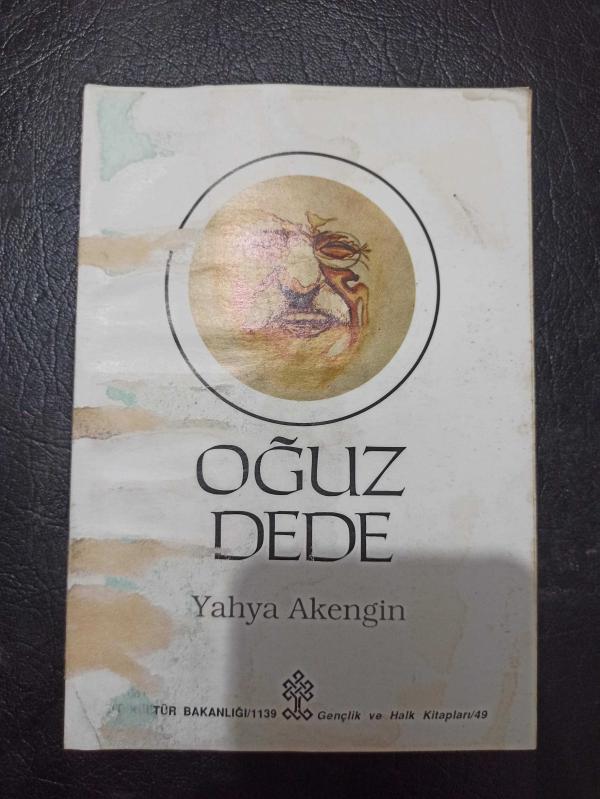 OĞUZ
DEDE
Yahya Akengin
TÜR BAKANLIĞI/1139 Gençlik ve Halk Kitapları/49